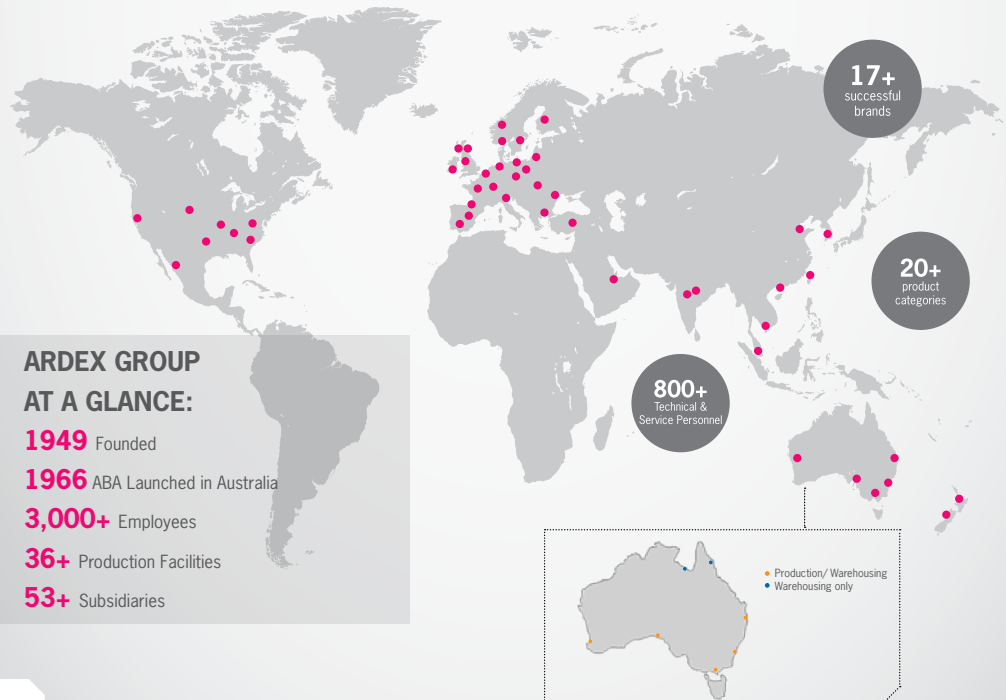 17+
successful
brands
20+
product
categories
800+
Technical &
Service Personnel
ARDEX GROUP
AT A GLANCE:
1949 Founded
1966 ABA Launched in Australia
3,000+ Employees
36+ Production Facilities
53+ Subsidiaries
Production/ Warehousing
Warehousing only